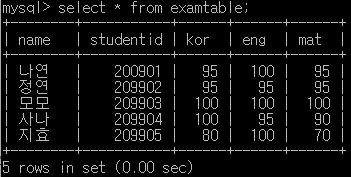 mysql> select * from examtable;
+------+-----------+------+------+------+
| name | studentid | kor | eng | mat |
+------+-----------+------+------+------+
| 나연 | 200901 | 95 | 100 | 95 |
| 정연 | 209902 | 95 | 95 | 95 |
| 모모 | 209903 | 100 | 100 | 100 |
| 사나 | 209904 | 100 | 95 | 90 |
| 지효 | 209905 | 80 | 100 | 70 |
+------+-----------+------+------+------+
5 rows in set (0.00 sec)